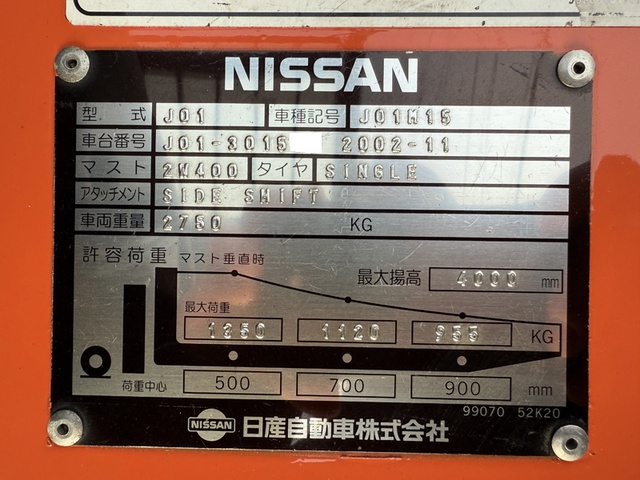 NISSAN
型 式 J01 車種記号 J01M15
車台番号 J01-3015 2002-11
マスト 2W400 タイヤ SINGLE
アタッチメント SIDE SHIFT
車両重量 2750 KG
許容荷重 マスト垂直時
最大揚高 4000 mm
最大荷重
1350 1120 955 KG
荷重中心 500 700 900 mm
99070 52K20
NISSAN 日産自動車株式会社